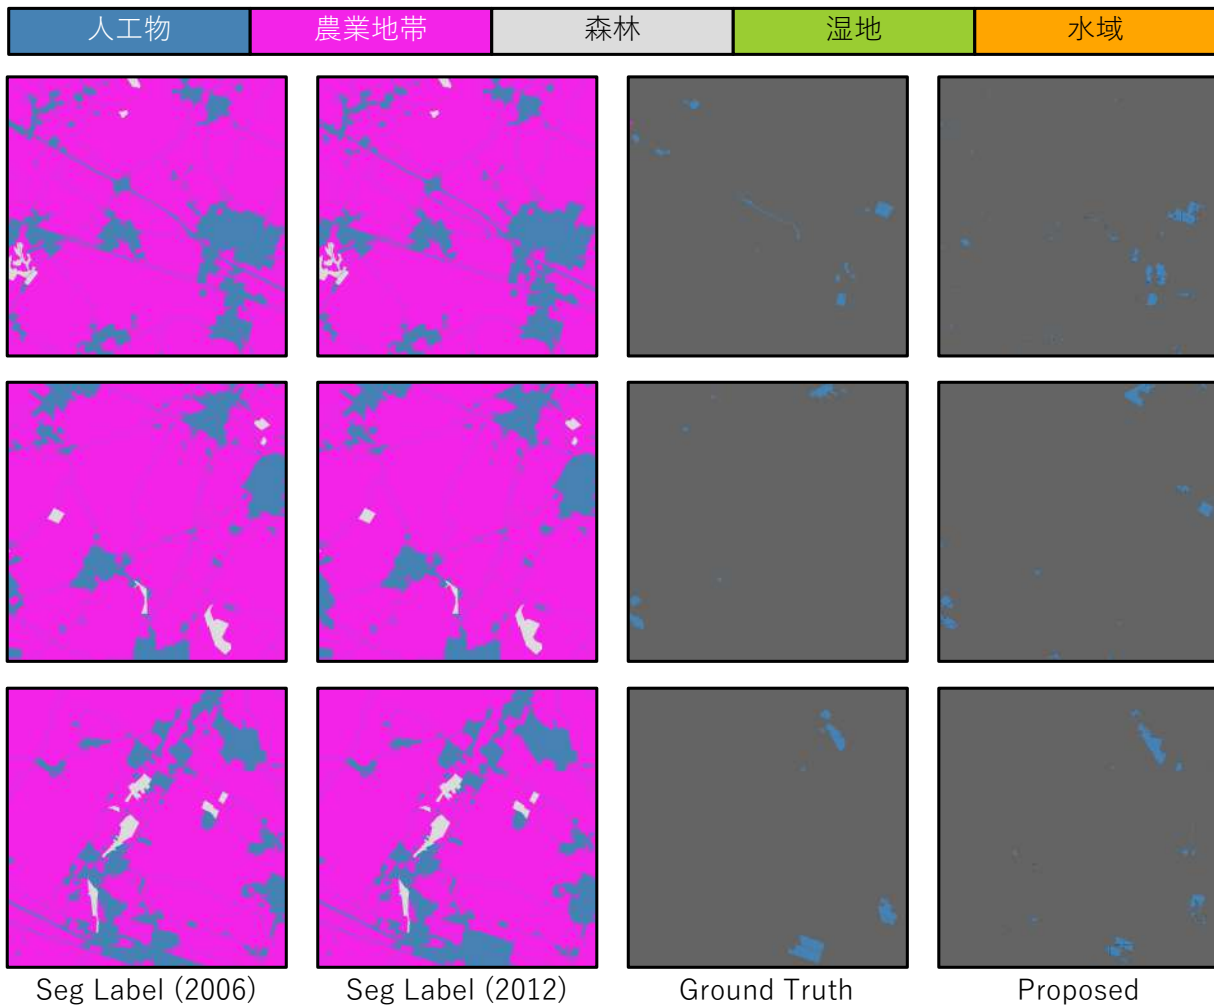 人工物 農業地帯 森林 湿地 水域
Seg Label (2006) Seg Label (2012) Ground Truth Proposed